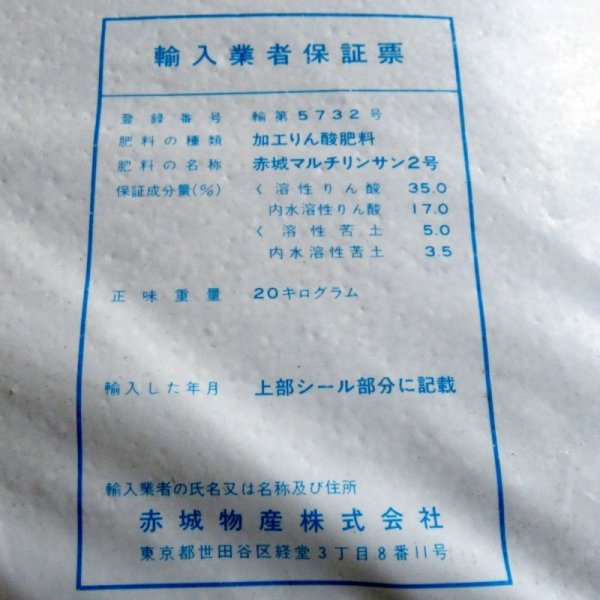 輸入業者保証票
登録番号 輸第5732号
肥料の種類 加工りん酸肥料
肥料の名称 赤城マルチリンサン2号
保証成分量(%) く溶性りん酸 35.0
内水溶性りん酸 17.0
く溶性苦土 5.0
内水溶性苦土 3.5
正味重量 20キログラム
輸入した年月 上部シール部分に記載
輸入業者の氏名又は名称及び住所
赤城物産株式会社
東京都世田谷区経堂3丁目8番11号